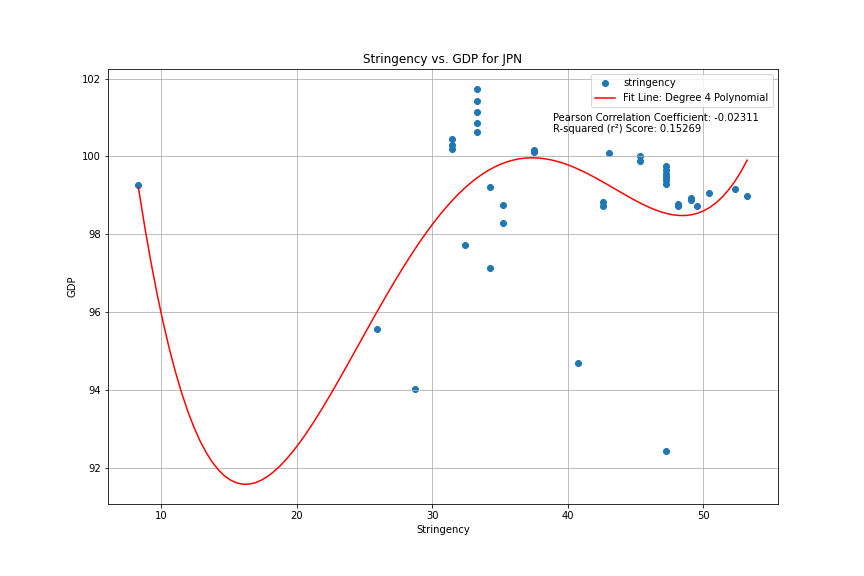 Stringency vs. GDP for JPN
stringency
Fit Line: Degree 4 Polynomial
Pearson Correlation Coefficient: -0.02311
R-squared (r²) Score: 0.15269
GDP
102
100
98
96
94
92
10 20 30 40 50
Stringency